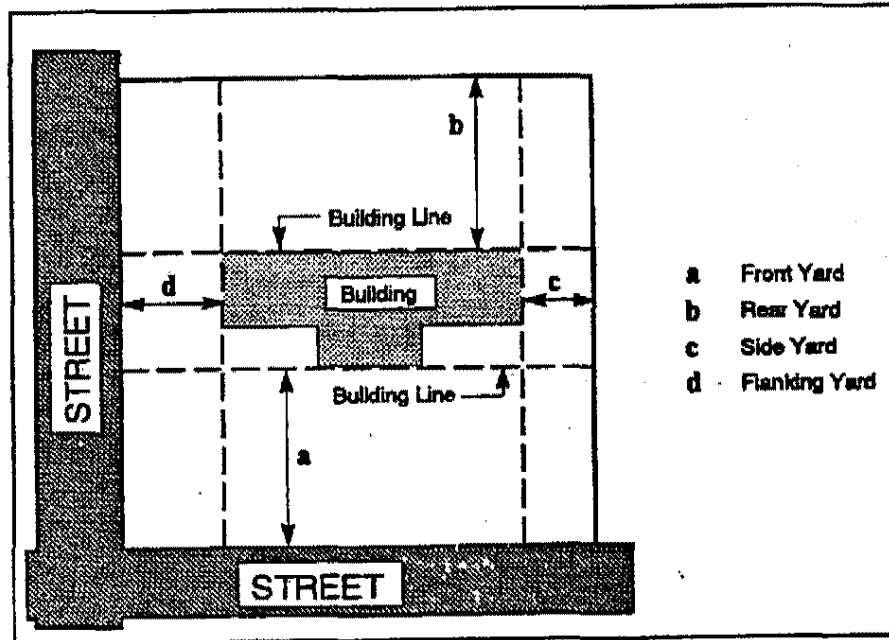 b
Building Line
d
Building
c
STREET
Building Line
a
STREET
a Front Yard
b Rear Yard
c Side Yard
d Flanking Yard